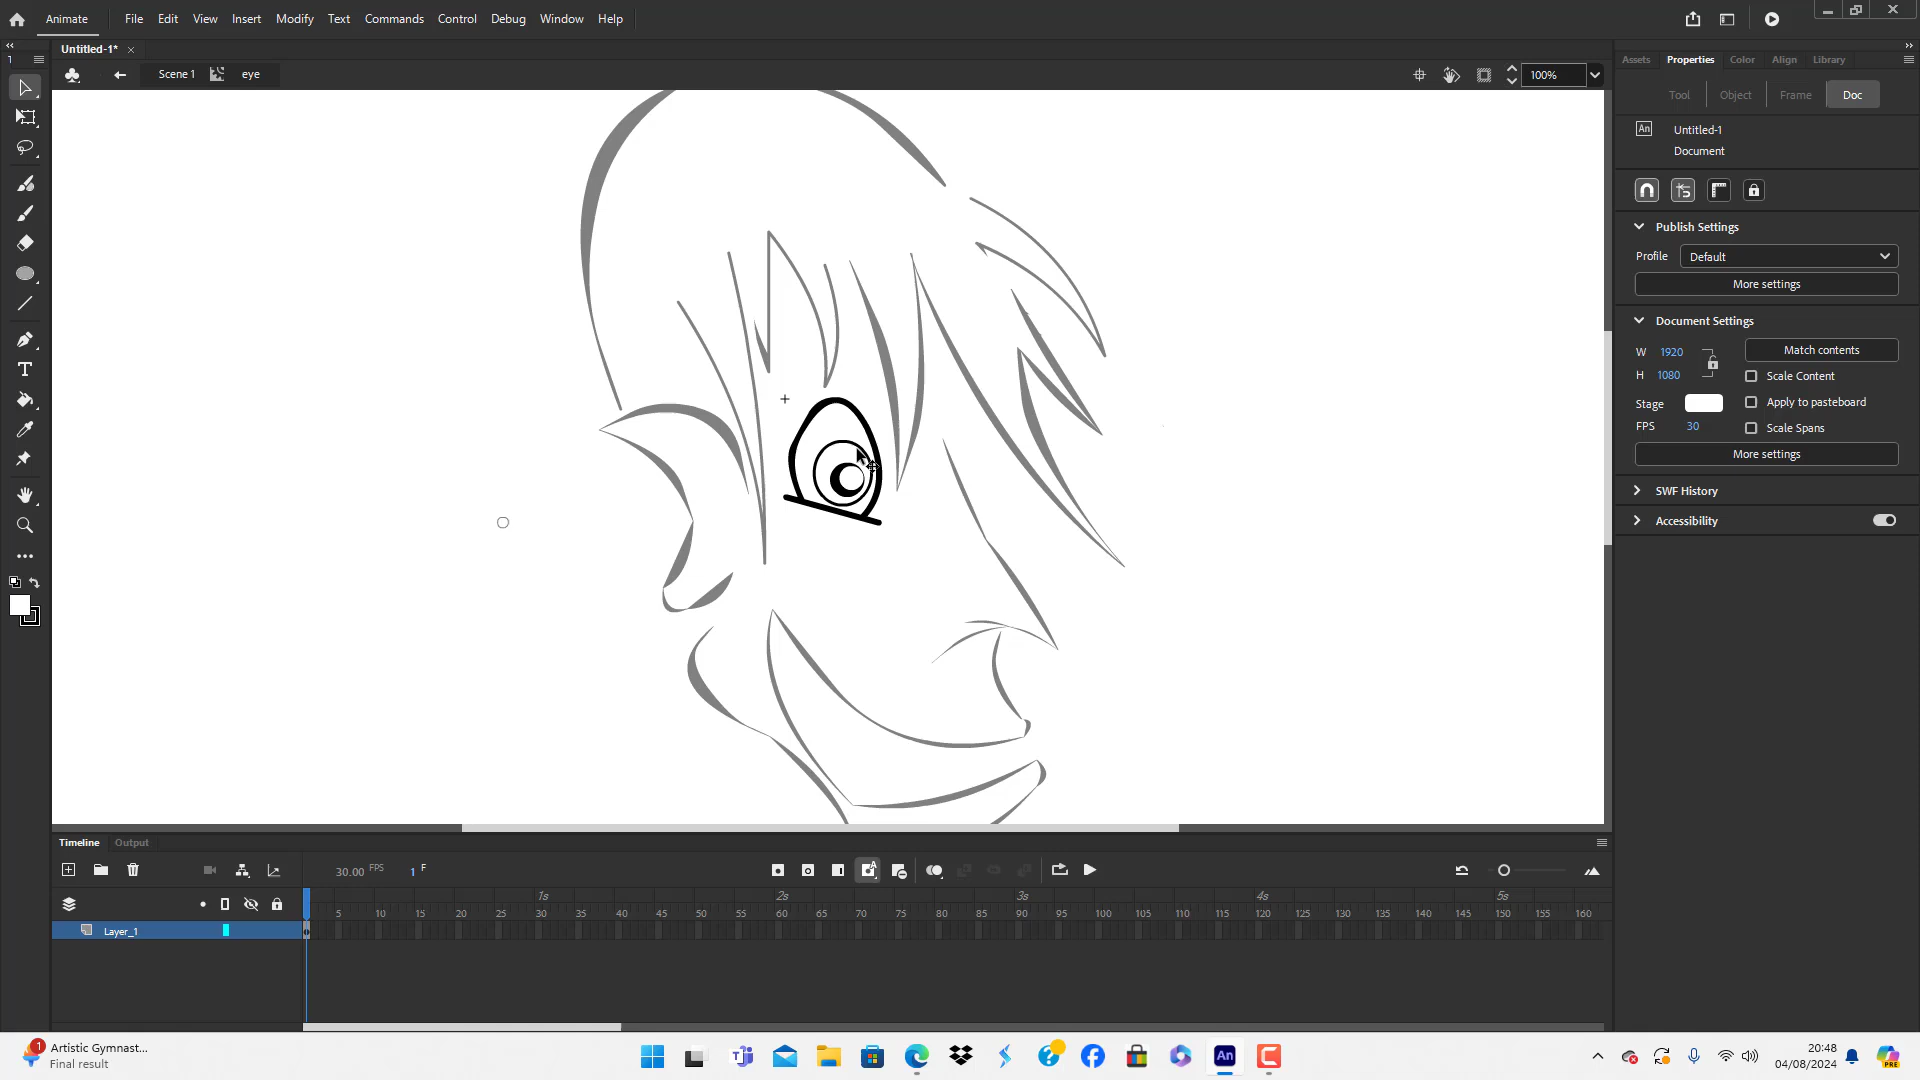 Animate File Edit View Insert Modify Text Commands Control Debug Window Help
Untitled-1*
1
Scene 1 eye 100%
Assets Properties Color Align Library
Tool Object Frame Doc
An Untitled-1
Document
Publish Settings
Profile Default
More settings
Document Settings
W 1920 Match contents
H 1080 Scale Content
Stage Apply to pasteboard
FPS 30 Scale Spans
More settings
SWF History
Accessibility
Timeline Output
30.00 FPS 1 F
1s 2s 3s 4s 5s
5 10 15 20 25 30 35 40 45 50 55 60 65 70 75 80 85 90 95 100 105 110 115 120 125 130 135 140 145 150 155 160
Layer_1
1 Artistic Gymnast...
Final result
An
20:48
04/08/2024
PRE